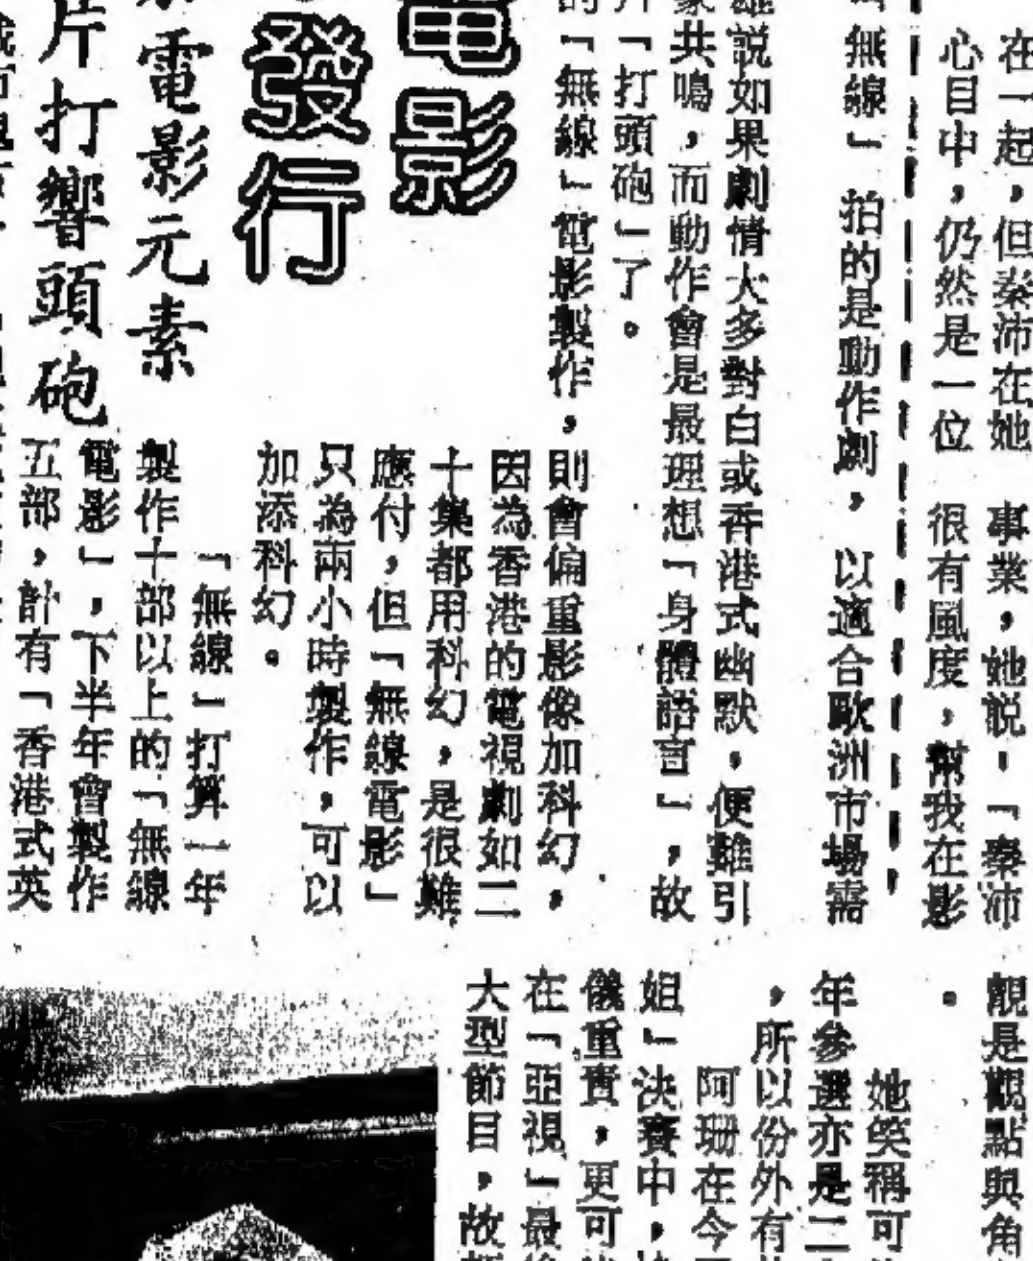 在一起，但秦沛在她
心目中，仍然是一位
事業，她說，「秦沛
很有風度，幫我在影
「無線」拍的是動作劇，以適合歐洲市場需
說如果劇情大多對白或香港式幽默，便難引
共鳴，而動作會是最理想「身體語言」，故
「打頭砲」了。
的「無線」電影製作，
則會偏重影像加科幻，
因為香港的電視劇如二
十集都用科幻，是很難
應付，但「無線電影」
只為兩小時製作，可以
加添科幻。
「無線」打算一年
製作十部以上的「無線
電影」，下半年會製作
五部，計有「香港式英
電影
發行
電影元素
片打響頭砲
觀是觀點與角
。
她笑稱可
年參選亦是二
，所以份外有
阿珊在今
姐」決賽中，
儀重責，更可
在「亞視」最後
大型節目，故